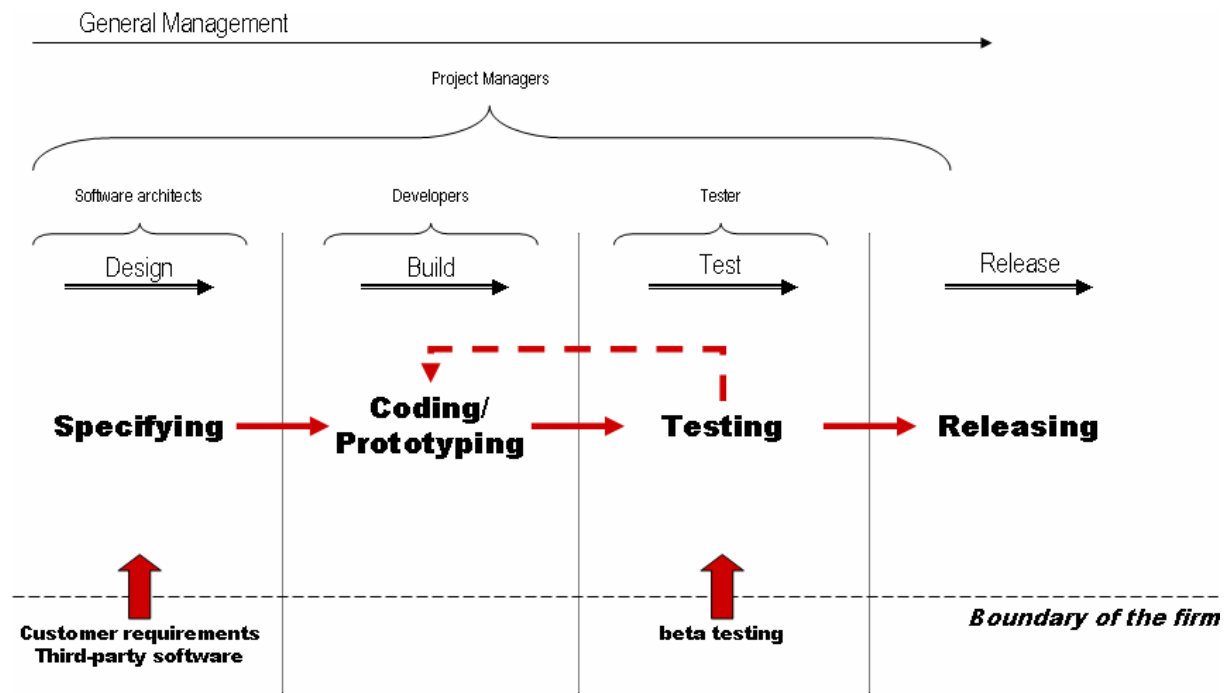 General Management
Project Managers
Software architects
Developers
Tester
Design
Build
Test
Release
Specifying
Coding/
Prototyping
Testing
Releasing
Customer requirements
Third-party software
beta testing
Boundary of the firm